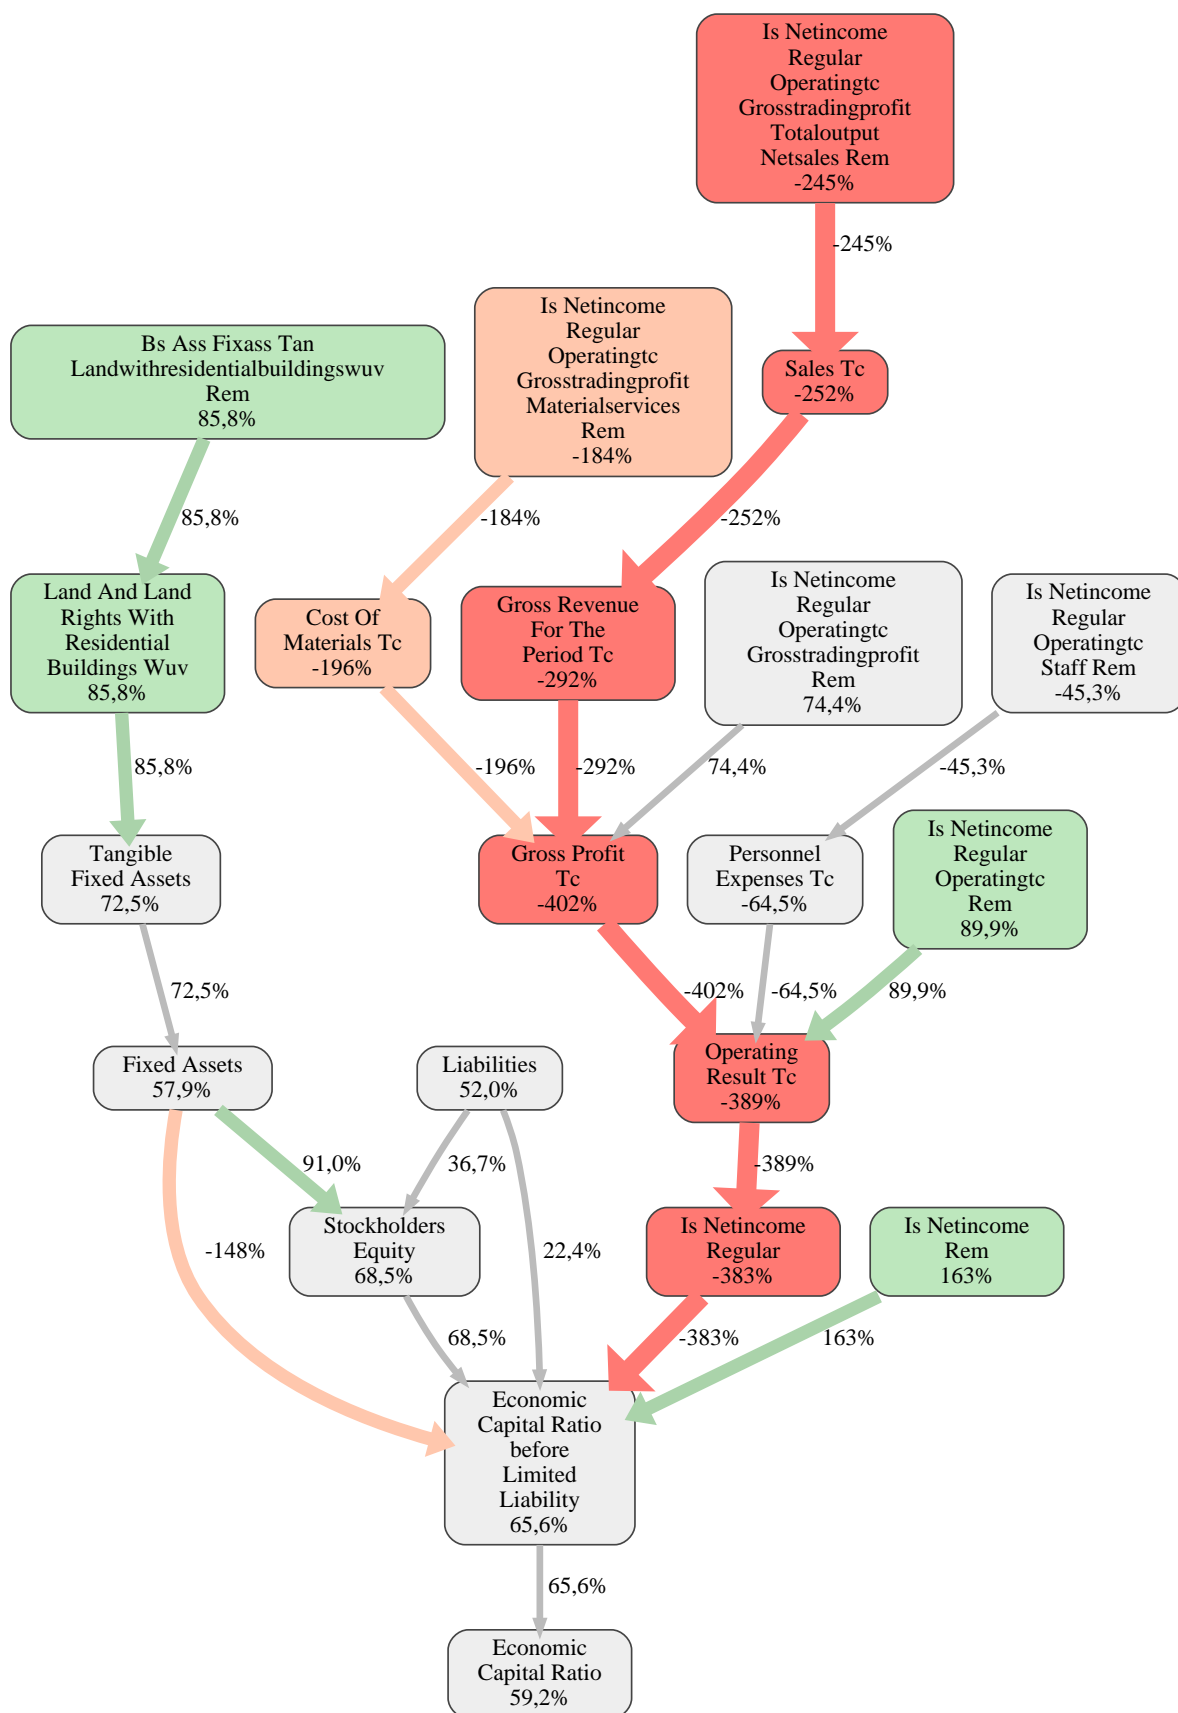 Is Netincome
Regular
Operatingtc
Grosstradingprofit
Totaloutput
Netsales Rem
-245%
-245%
Bs Ass Fixass Tan
Landwithresidentialbuildingswuv
Rem
85,8%
Is Netincome
Regular
Operatingtc
Grosstradingprofit
Materialservices
Rem
-184%
Sales Tc
-252%
85,8%
-184%
-252%
Land And Land
Rights With
Residential
Buildings Wuv
85,8%
Cost Of
Materials Tc
-196%
Gross Revenue
For The
Period Tc
-292%
Is Netincome
Regular
Operatingtc
Grosstradingprofit
Rem
74,4%
Is Netincome
Regular
Operatingtc
Staff Rem
-45,3%
85,8%
-196%
-292%
74,4%
-45,3%
Tangible
Fixed Assets
72,5%
Gross Profit
Tc
-402%
Personnel
Expenses Tc
-64,5%
Is Netincome
Regular
Operatingtc
Rem
89,9%
72,5%
-402%
-64,5%
89,9%
Fixed Assets
57,9%
Liabilities
52,0%
Operating
Result Tc
-389%
91,0%
36,7%
-389%
-148%
Stockholders
Equity
68,5%
22,4%
Is Netincome
Regular
-383%
Is Netincome
Rem
163%
68,5%
-383%
163%
Economic
Capital Ratio
before
Limited
Liability
65,6%
65,6%
Economic
Capital Ratio
59,2%